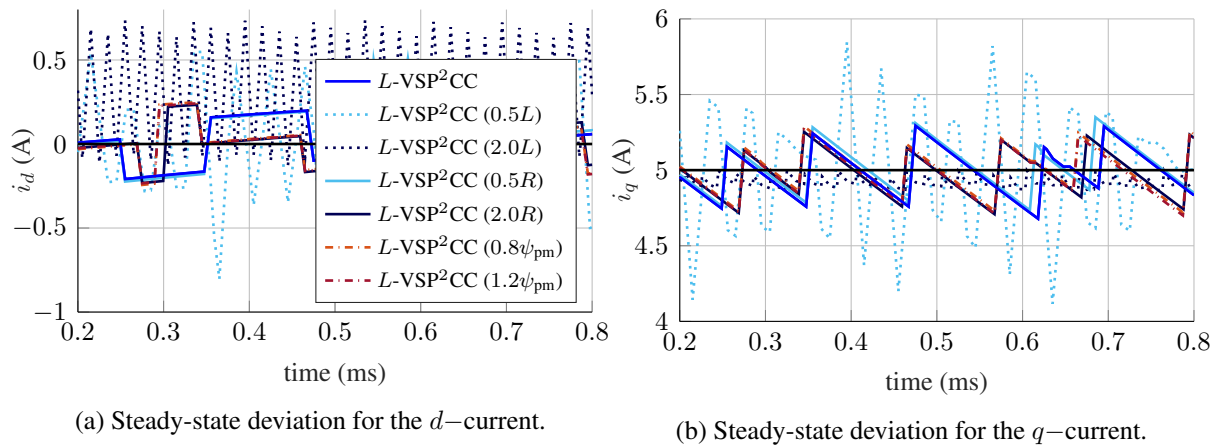 0.5
0
−0.5
−1
i_d (A)
0.2 0.3 0.4 0.5 0.6 0.7 0.8
time (ms)
L-VSP²CC
L-VSP²CC (0.5L)
L-VSP²CC (2.0L)
L-VSP²CC (0.5R)
L-VSP²CC (2.0R)
L-VSP²CC (0.8ψ_pm)
L-VSP²CC (1.2ψ_pm)
(a) Steady-state deviation for the d−current.
6
5.5
5
4.5
4
i_q (A)
0.2 0.3 0.4 0.5 0.6 0.7 0.8
time (ms)
(b) Steady-state deviation for the q−current.